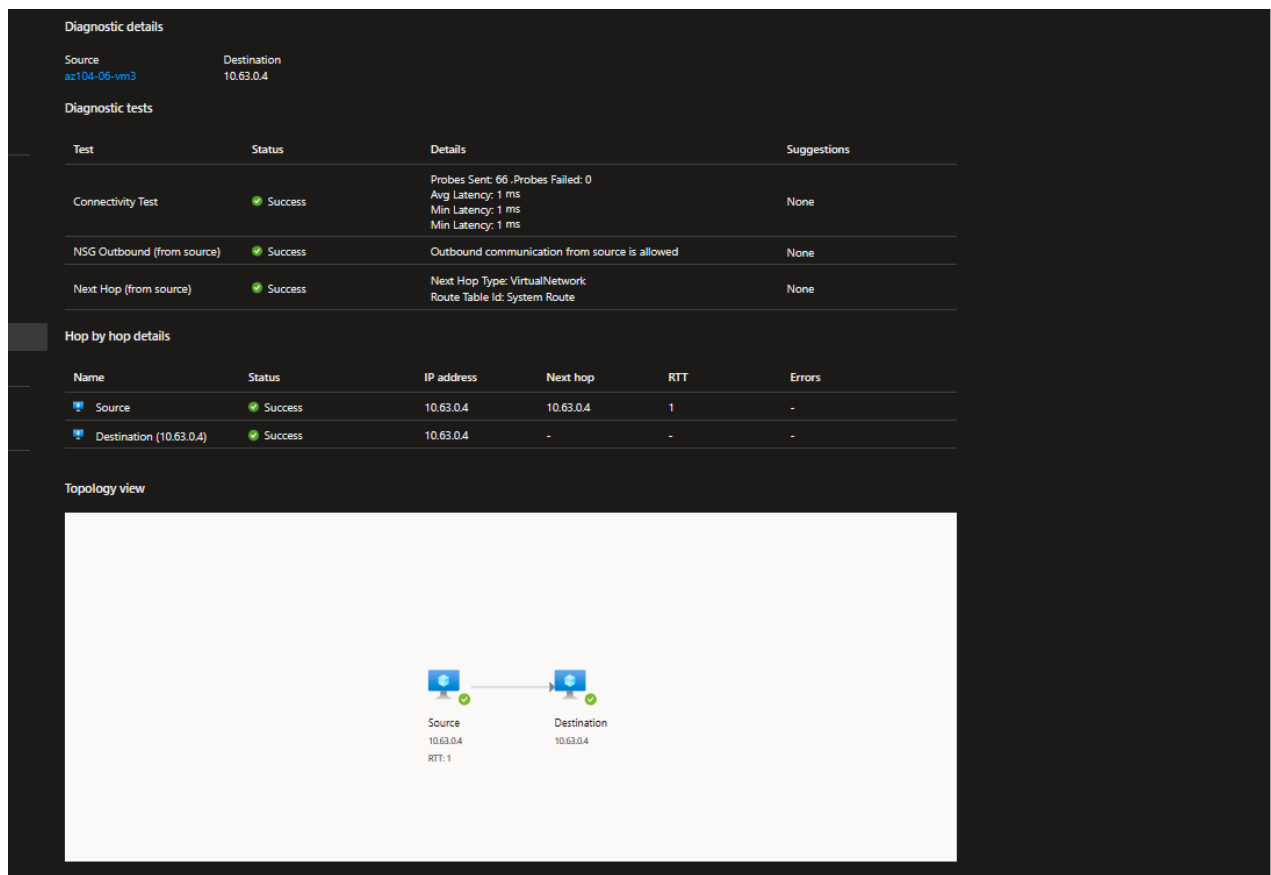 Diagnostic details
Source Destination
az104-06-vm3 10.63.0.4
Diagnostic tests
Test Status Details Suggestions
Connectivity Test Success Probes Sent: 66 ,Probes Failed: 0
Avg Latency: 1 ms
Min Latency: 1 ms
Min Latency: 1 ms
None
NSG Outbound (from source) Success Outbound communication from source is allowed None
Next Hop (from source) Success Next Hop Type: VirtualNetwork
Route Table Id: System Route
None
Hop by hop details
Name Status IP address Next hop RTT Errors
Source Success 10.63.0.4 10.63.0.4 1 -
Destination (10.63.0.4) Success 10.63.0.4 - - -
Topology view
Source Destination
10.63.0.4 10.63.0.4
RTT: 1